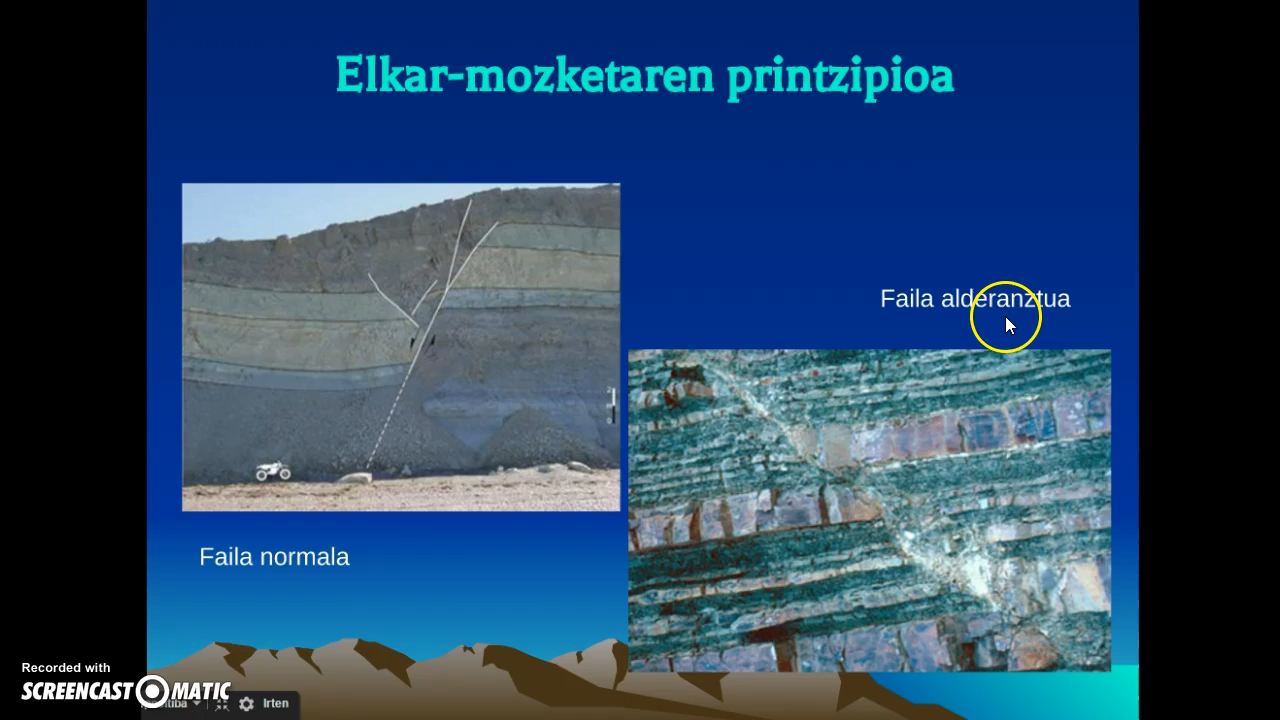 Elkar-mozketaren printzipioa
Faila alderanztua
Faila normala
Recorded with
SCREENCAST MATIC
Irten